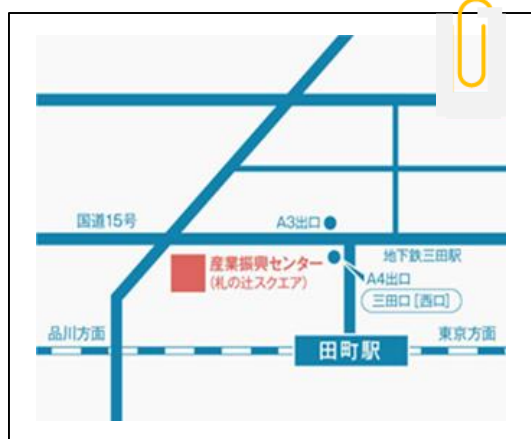 国道15号
A3出口
産業振興センター
(札の辻スクエア)
地下鉄三田駅
A4出口
三田口[西口]
品川方面
田町駅
東京方面